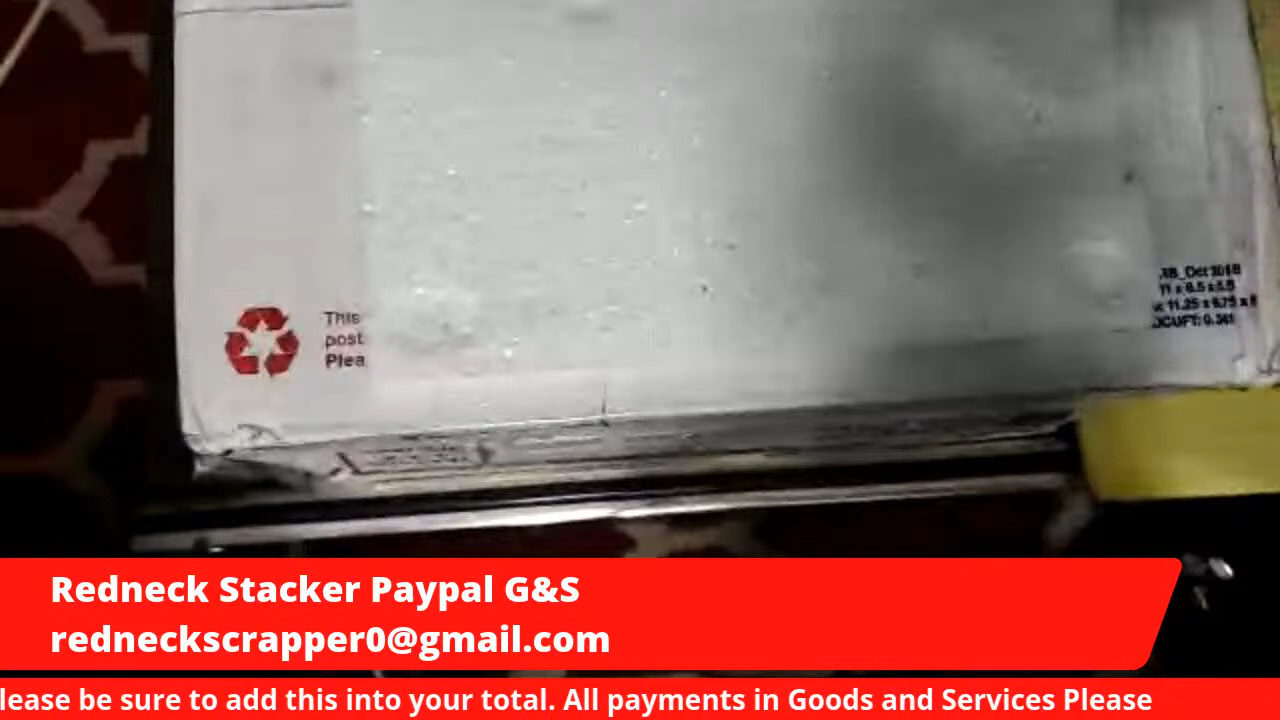 This
post
Plea
Redneck Stacker Paypal G&S
redneckscrapper0@gmail.com
lease be sure to add this into your total. All payments in Goods and Services Please